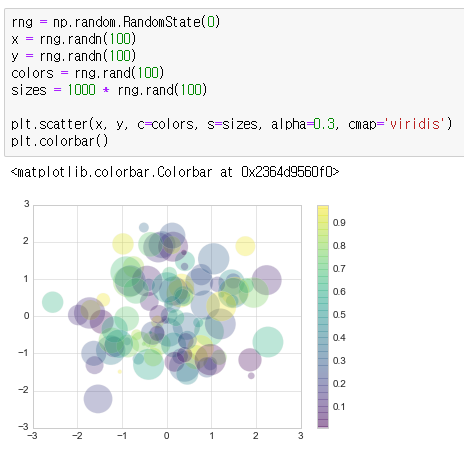 rng = np.random.RandomState(0)
x = rng.randn(100)
y = rng.randn(100)
colors = rng.rand(100)
sizes = 1000 * rng.rand(100)
plt.scatter(x, y, c=colors, s=sizes, alpha=0.3, cmap='viridis')
plt.colorbar()
<matplotlib.colorbar.Colorbar at 0x2364d9560f0>
3
2
1
0
−1
−2
−3
−3 −2 −1 0 1 2 3
0.9
0.8
0.7
0.6
0.5
0.4
0.3
0.2
0.1